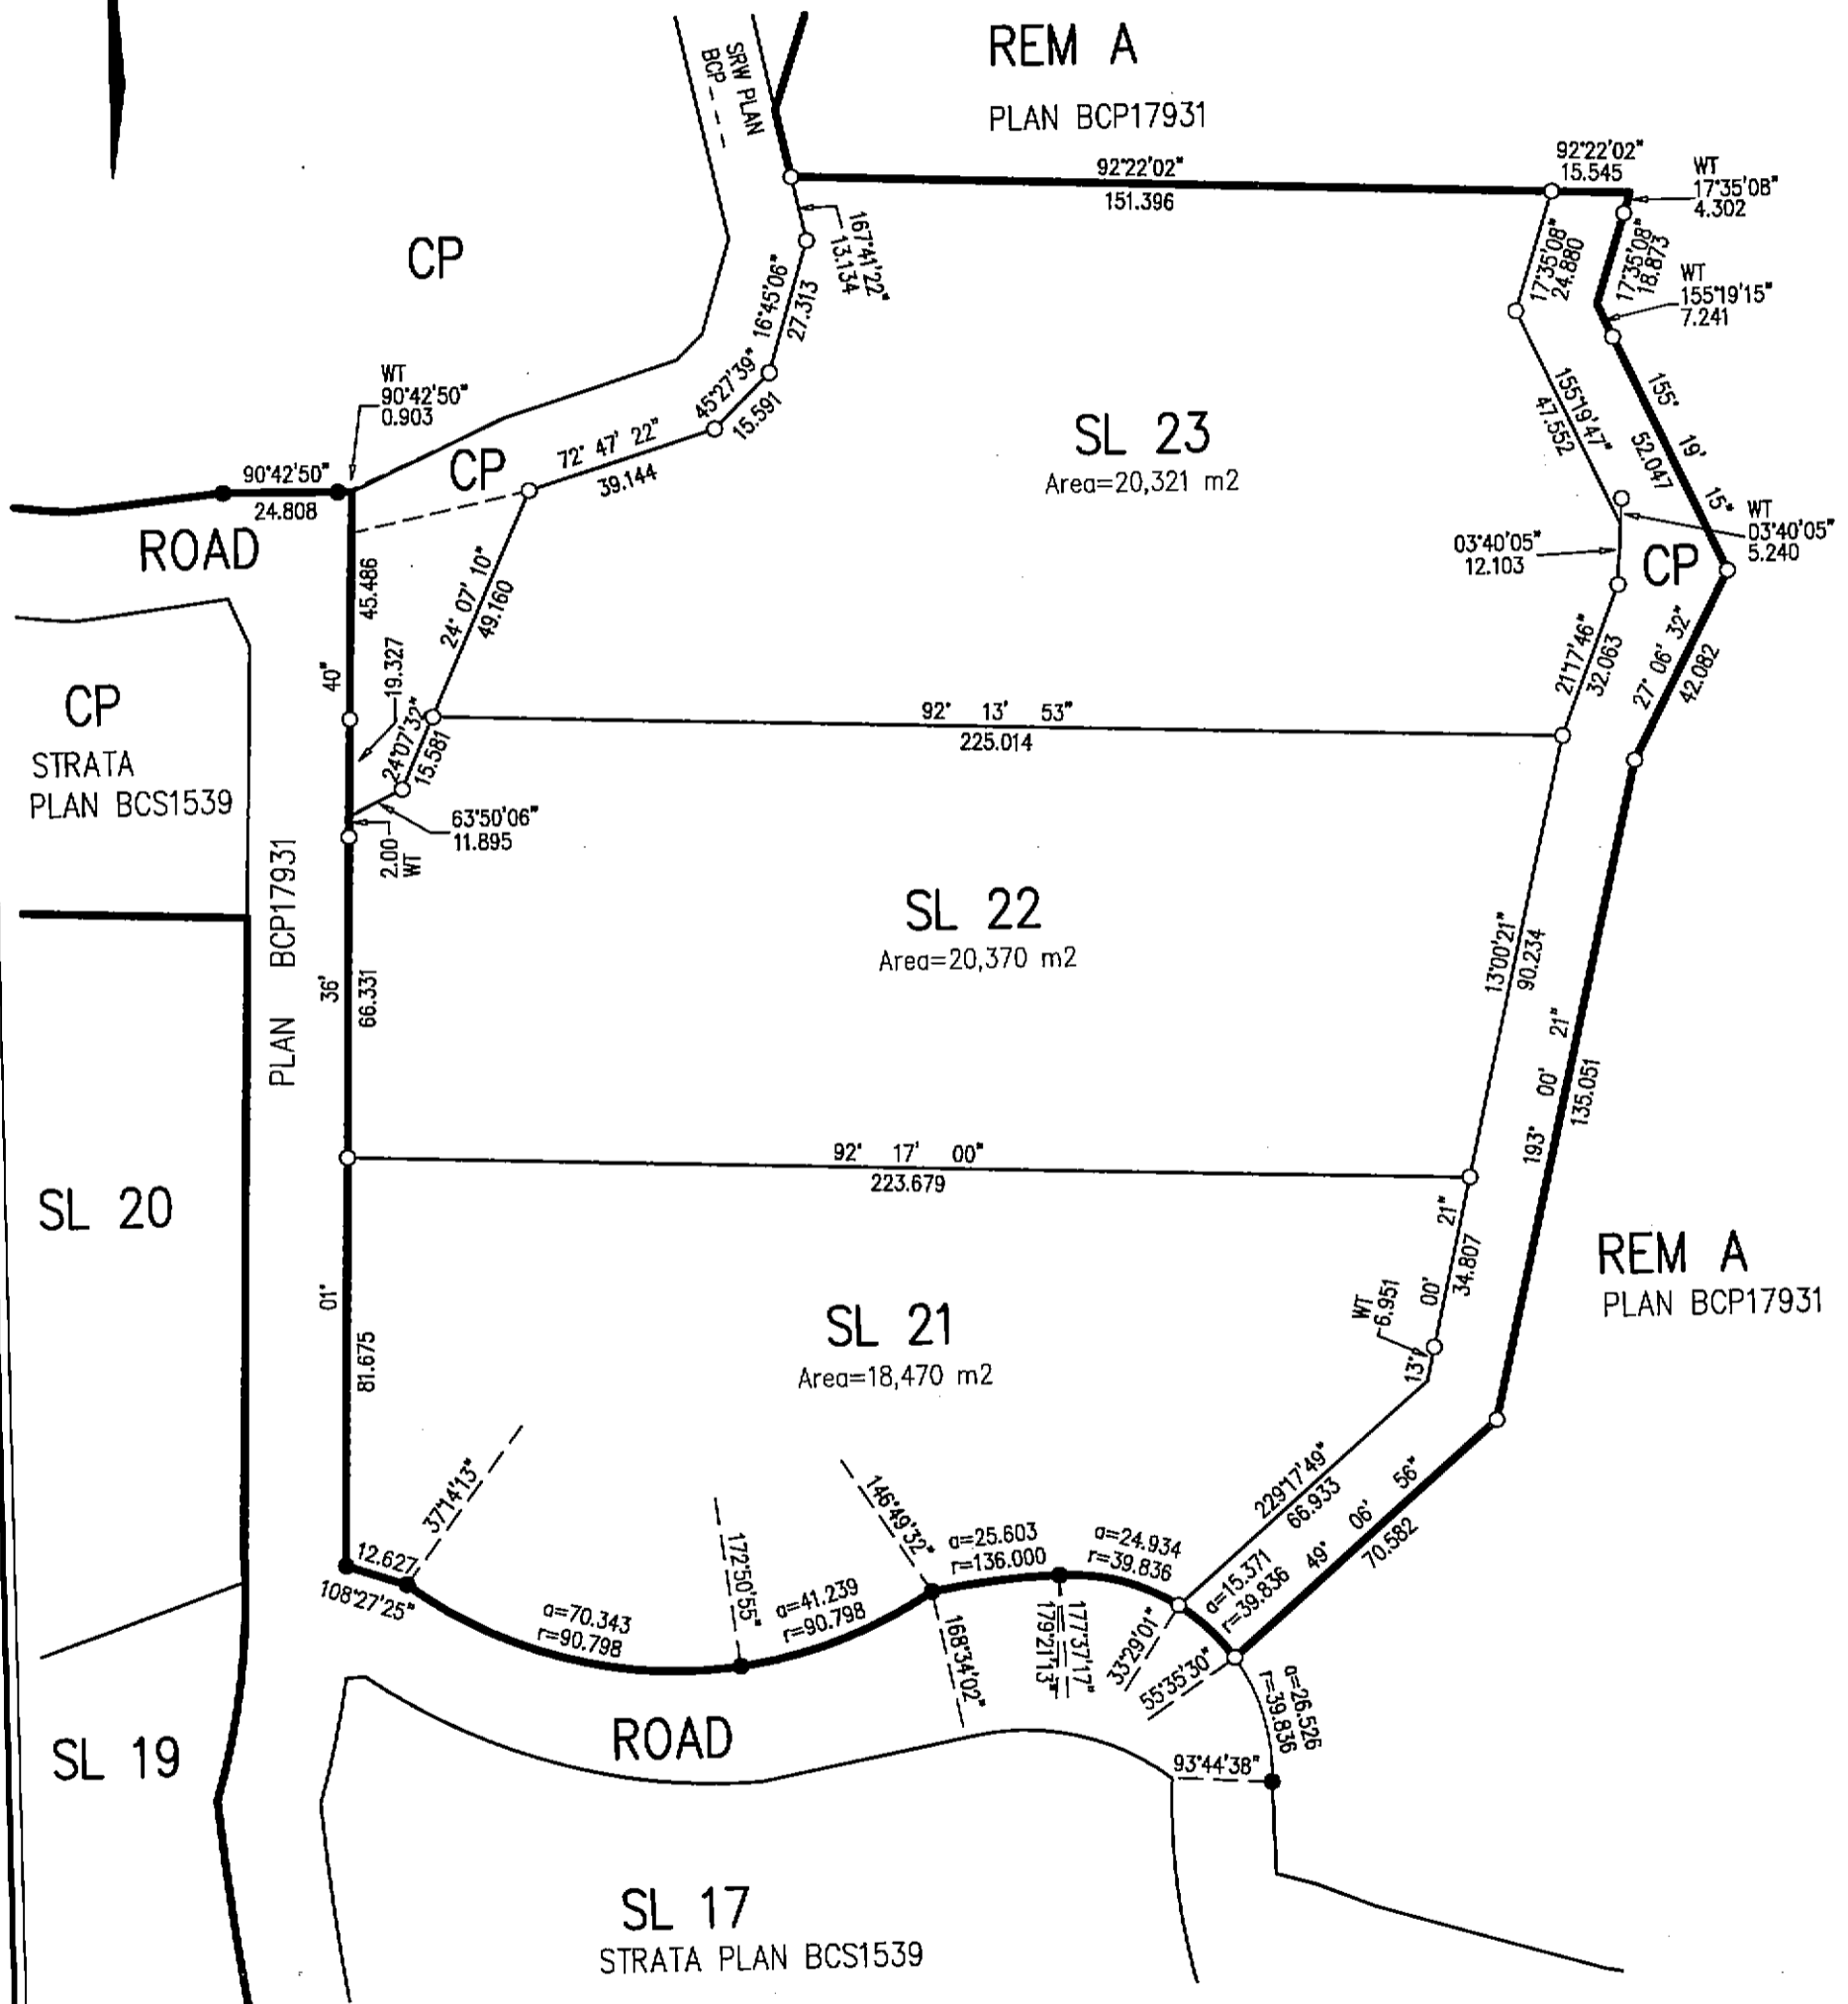 REM A
PLAN BCP17931
SRW PLAN
BCP - - - -
92°22'02"
151.396
92°22'02"
15.545
WT
17°35'08"
4.302
167°41'22"
13.134
17°35'08"
24.880
17°35'08"
18.873
WT
155°19'15"
7.241
CP
16°45'06"
27.313
WT
90°42'50"
0.903
45°27'39"
15.591
155°19'47"
47.552
155° 19' 15"
52.047
SL 23
Area=20,321 m2
72° 47' 22"
39.144
CP
90°42'50"
24.808
ROAD
WT
03°40'05"
5.240
03°40'05"
12.103
CP
45.486
24° 07' 10"
49.160
21°17'46"
32.063
27° 06' 32"
42.082
19.327
CP
STRATA
PLAN BCS1539
24°07'32"
15.581
92° 13' 53"
225.014
63°50'06"
11.895
2.00
WT
PLAN BCP17931
01' 36' 40"
66.331
SL 22
Area=20,370 m2
13°00'21"
90.234
193° 00' 21"
135.051
92° 17' 00"
223.679
SL 20
13° 00' 21"
34.807
REM A
PLAN BCP17931
WT
6.951
SL 21
Area=18,470 m2
81.675
37°14'13"
146°49'32"
172°50'55"
229°17'49"
66.933
49° 06' 56"
70.582
12.627
108°27'25"
a=70.343
r=90.798
a=41.239
r=90.798
a=25.603
r=136.000
a=24.934
r=39.836
a=15.371
r=39.836
168°34'02"
179°21'13"
177°37'17"
33°29'01"
55°35'30"
a=26.526
r=39.836
93°44'38"
ROAD
SL 19
SL 17
STRATA PLAN BCS1539